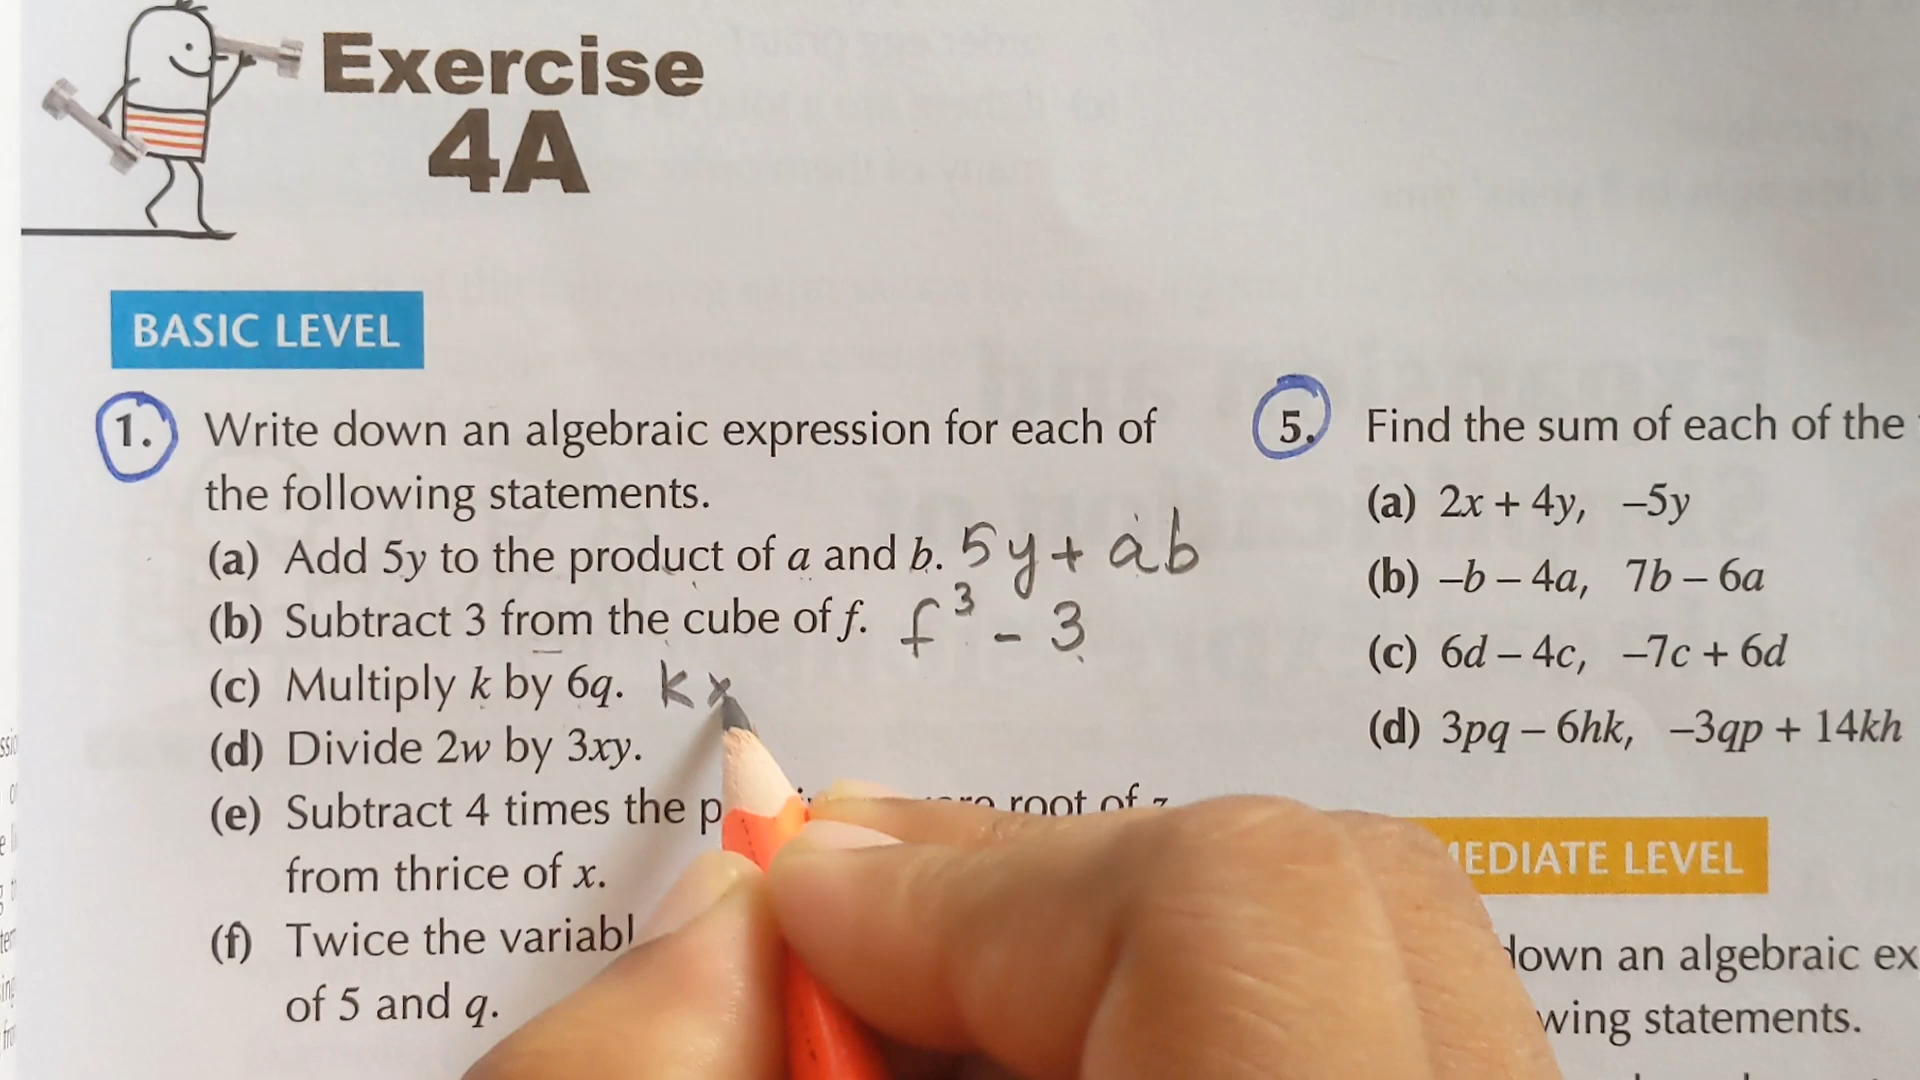 Exercise
4A
BASIC LEVEL
1. Write down an algebraic expression for each of
the following statements.
(a) Add 5y to the product of a and b. 5y + ab
(b) Subtract 3 from the cube of f. f³ - 3
(c) Multiply k by 6q. k x
(d) Divide 2w by 3xy.
(e) Subtract 4 times the root of z
from thrice of x.
(f) Twice the
of 5 and q.
5. Find the sum of each of the
(a) 2x + 4y, –5y
(b) –b – 4a, 7b – 6a
(c) 6d – 4c, –7c + 6d
(d) 3pq – 6hk, –3qp + 14kh
MEDIATE LEVEL
down an algebraic ex
wing statements.